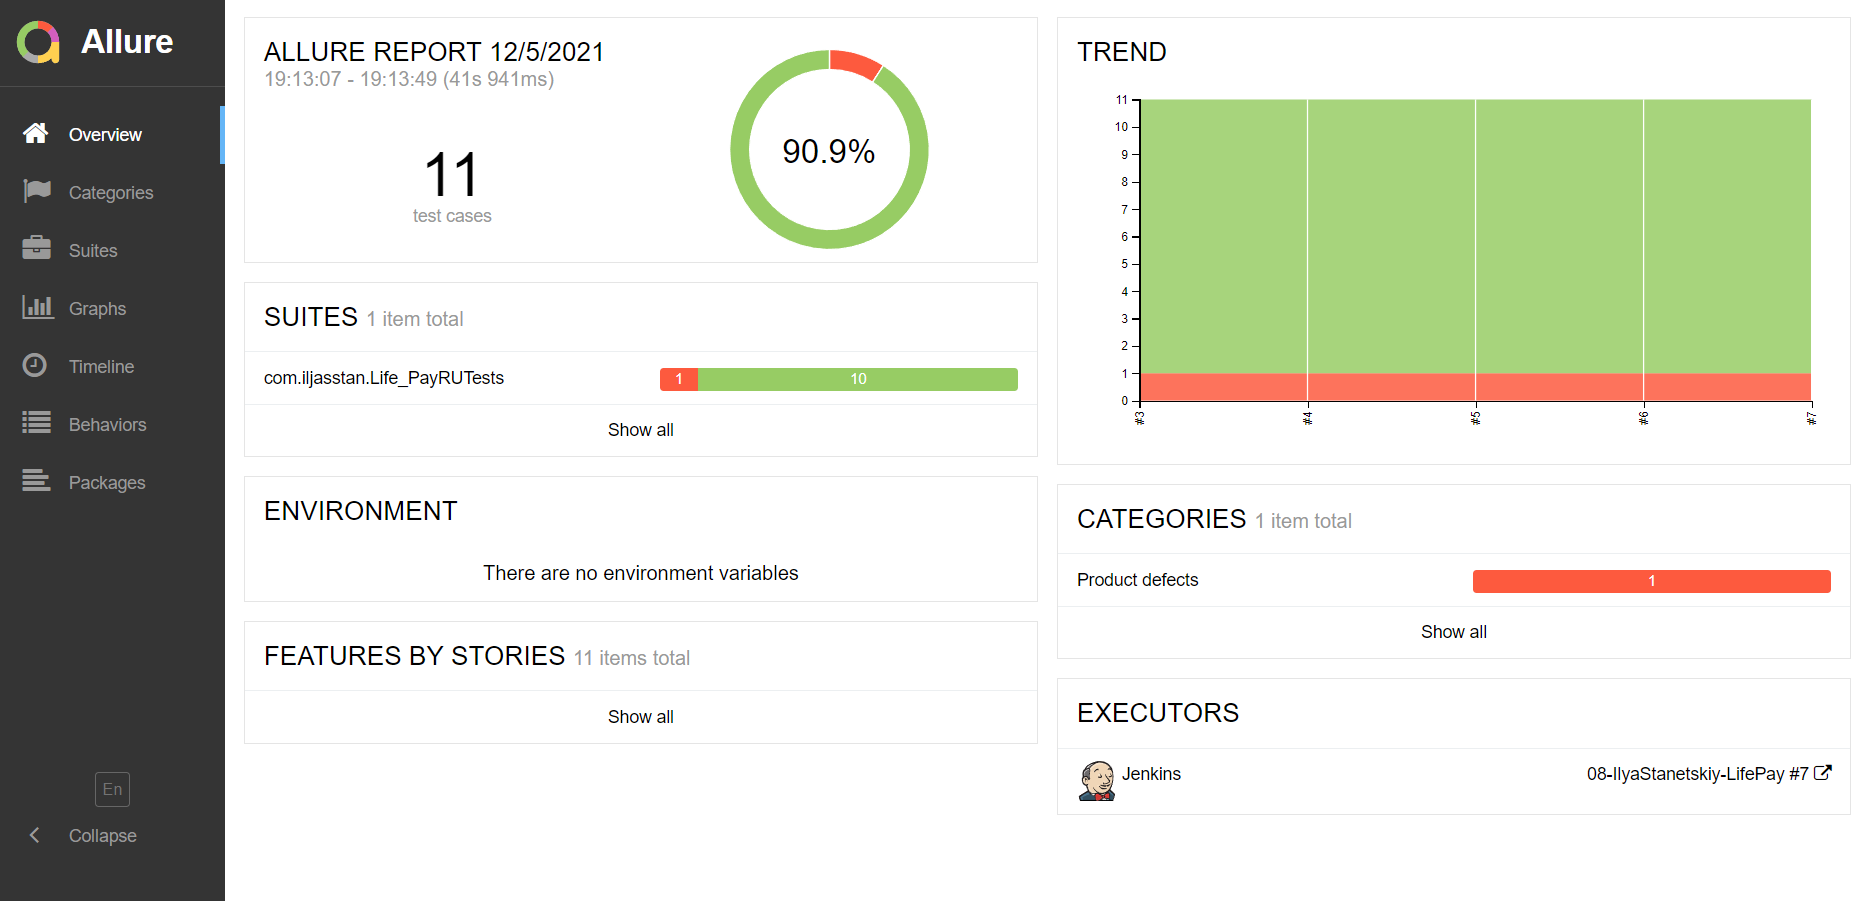 Allure
Overview
Categories
Suites
Graphs
Timeline
Behaviors
Packages
En
Collapse
ALLURE REPORT 12/5/2021
19:13:07 - 19:13:49 (41s 941ms)
11
test cases
90.9%
SUITES 1 item total
com.iljasstan.Life_PayRUTests 1 10
Show all
ENVIRONMENT
There are no environment variables
FEATURES BY STORIES 11 items total
Show all
TREND
11
10
9
8
7
6
5
4
3
2
1
0
#3 #4 #5 #6 #7
CATEGORIES 1 item total
Product defects 1
Show all
EXECUTORS
Jenkins 08-IlyaStanetskiy-LifePay #7